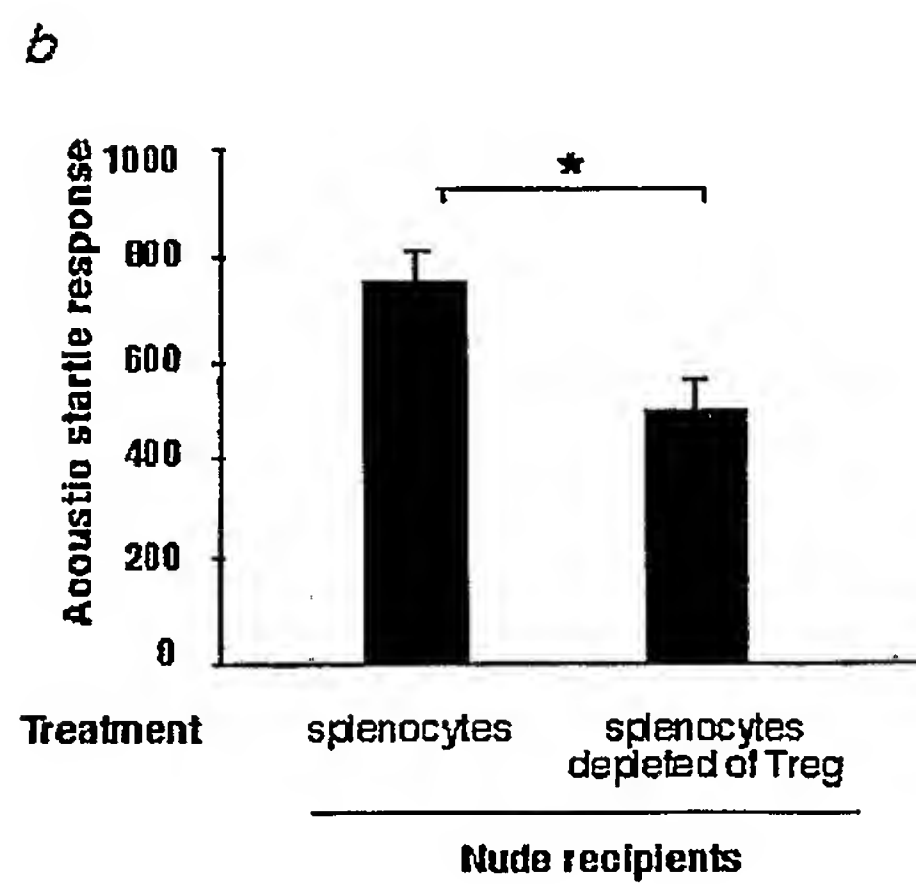 b
Acoustic startle response
1000
800
600
400
200
0
*
Treatment
splenocytes
splenocytes
depleted of Treg
Nude recipients